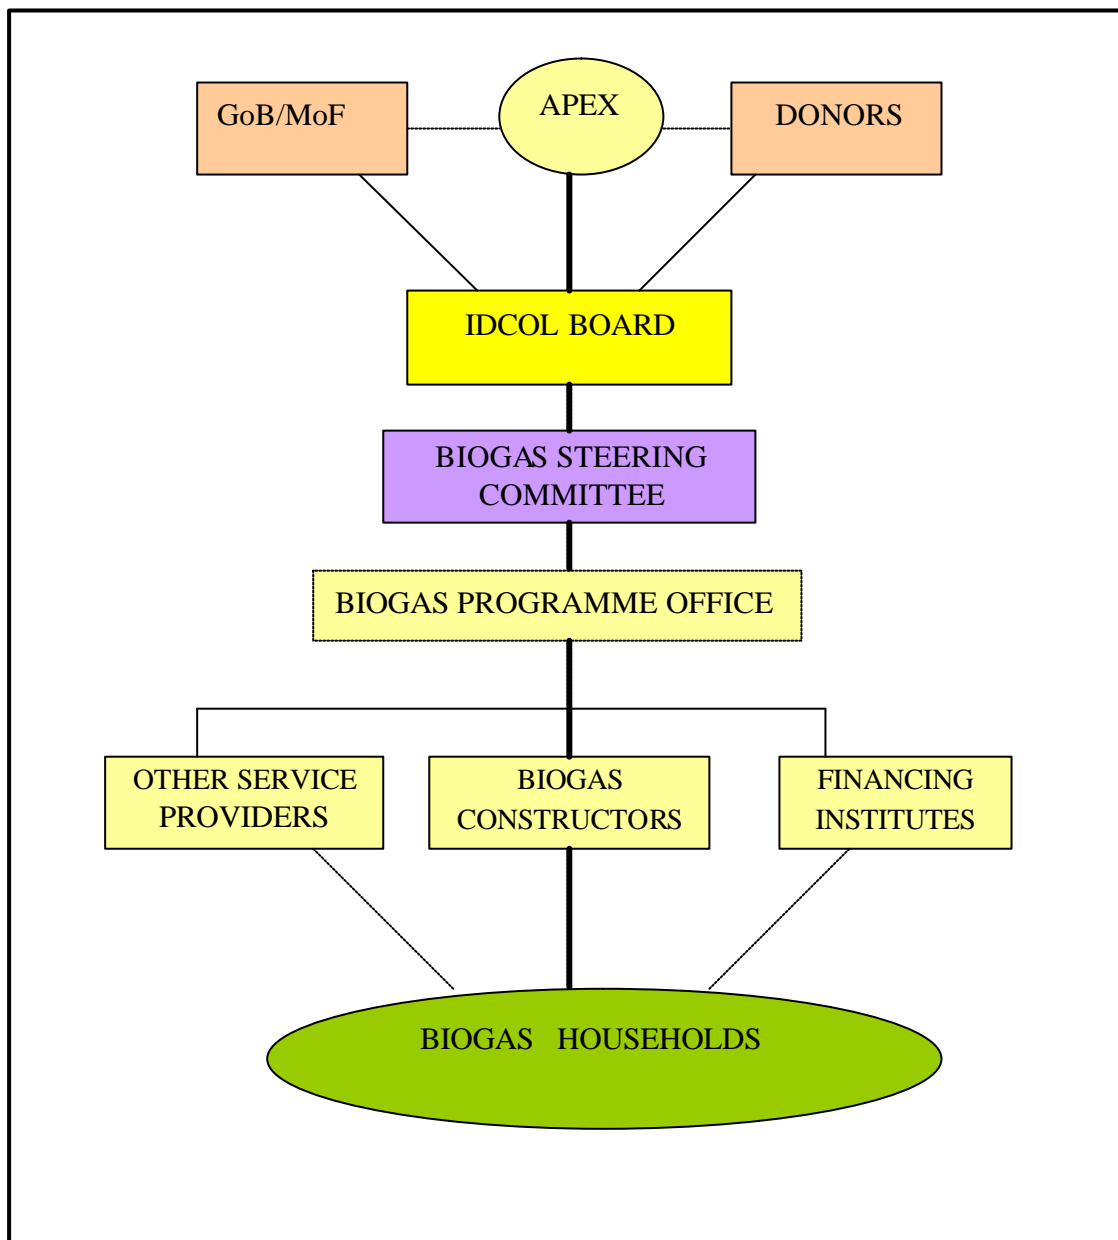 GoB/MoF
APEX
DONORS
IDCOL BOARD
BIOGAS STEERING
COMMITTEE
BIOGAS PROGRAMME OFFICE
OTHER SERVICE
PROVIDERS
BIOGAS
CONSTRUCTORS
FINANCING
INSTITUTES
BIOGAS HOUSEHOLDS